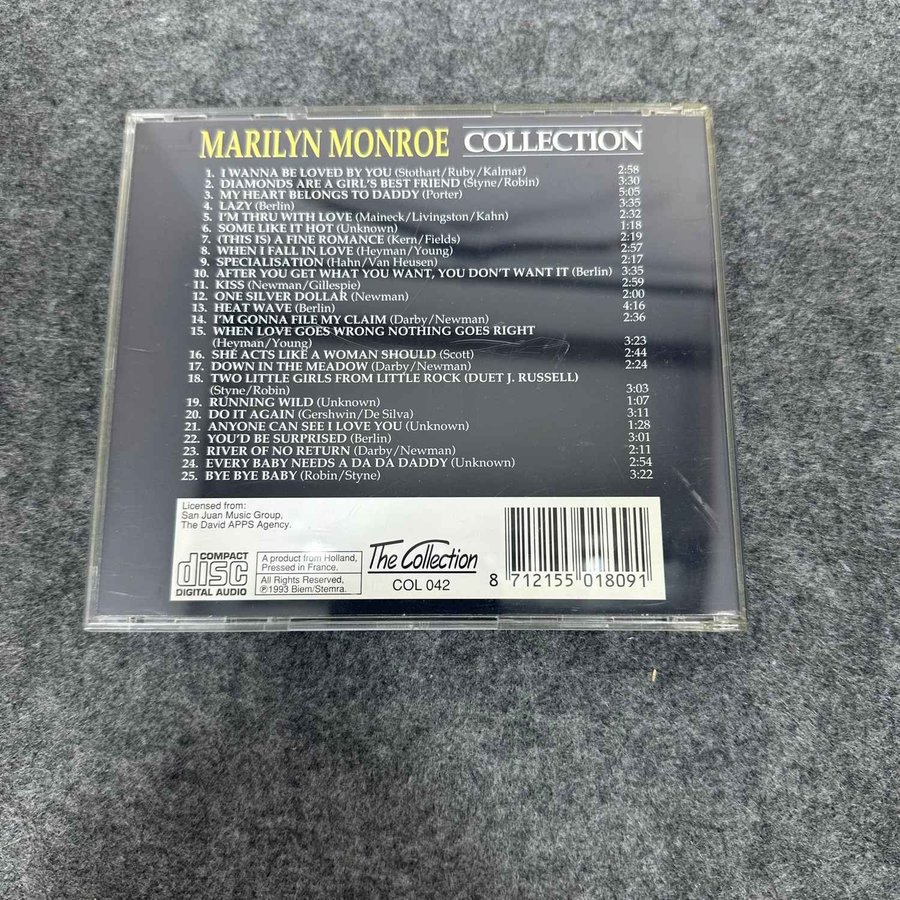 MARILYN MONROE COLLECTION
1. I WANNA BE LOVED BY YOU (Stothart/Ruby/Kalmar) 2:58
2. DIAMONDS ARE A GIRL'S BEST FRIEND (Styne/Robin) 3:30
3. MY HEART BELONGS TO DADDY (Porter) 5:05
4. LAZY (Berlin) 3:35
5. I'M THRU WITH LOVE (Maineck/Livingston/Kahn) 2:32
6. SOME LIKE IT HOT (Unknown) 1:18
7. (THIS IS) A FINE ROMANCE (Kern/Fields) 2:19
8. WHEN I FALL IN LOVE (Heyman/Young) 2:57
9. SPECIALISATION (Hahn/Van Heusen) 2:17
10. AFTER YOU GET WHAT YOU WANT, YOU DON'T WANT IT (Berlin) 3:35
11. KISS (Newman/Gillespie) 2:59
12. ONE SILVER DOLLAR (Newman) 2:00
13. HEAT WAVE (Berlin) 4:16
14. I'M GONNA FILE MY CLAIM (Darby/Newman) 2:36
15. WHEN LOVE GOES WRONG NOTHING GOES RIGHT
(Heyman/Young) 3:23
16. SHE ACTS LIKE A WOMAN SHOULD (Scott) 2:44
17. DOWN IN THE MEADOW (Darby/Newman) 2:24
18. TWO LITTLE GIRLS FROM LITTLE ROCK (DUET J. RUSSELL)
(Styne/Robin) 3:03
19. RUNNING WILD (Unknown) 1:07
20. DO IT AGAIN (Gershwin/De Silva) 3:11
21. ANYONE CAN SEE I LOVE YOU (Unknown) 1:28
22. YOU'D BE SURPRISED (Berlin) 3:01
23. RIVER OF NO RETURN (Darby/Newman) 2:11
24. EVERY BABY NEEDS A DA DA DADDY (Unknown) 2:54
25. BYE BYE BABY (Robin/Styne) 3:22
Licensed from:
San Juan Music Group,
The David APPS Agency.
COMPACT
disc
DIGITAL AUDIO
A product from Holland,
Pressed in France.
All Rights Reserved,
℗1993 Biem/Stemra.
The Collection
COL 042
8 712155 018091